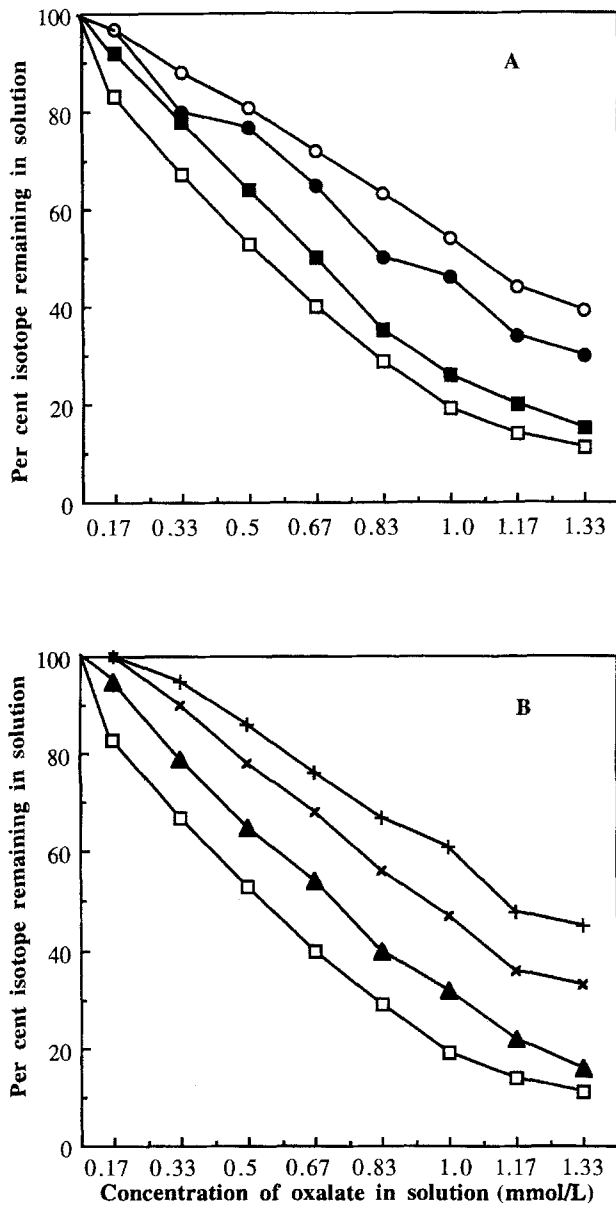 100
80
60
40
20
0
A
Per cent isotope remaining in solution
0.17 0.33 0.5 0.67 0.83 1.0 1.17 1.33
100
80
60
40
20
0
B
Per cent isotope remaining in solution
0.17 0.33 0.5 0.67 0.83 1.0 1.17 1.33
Concentration of oxalate in solution (mmol/L)